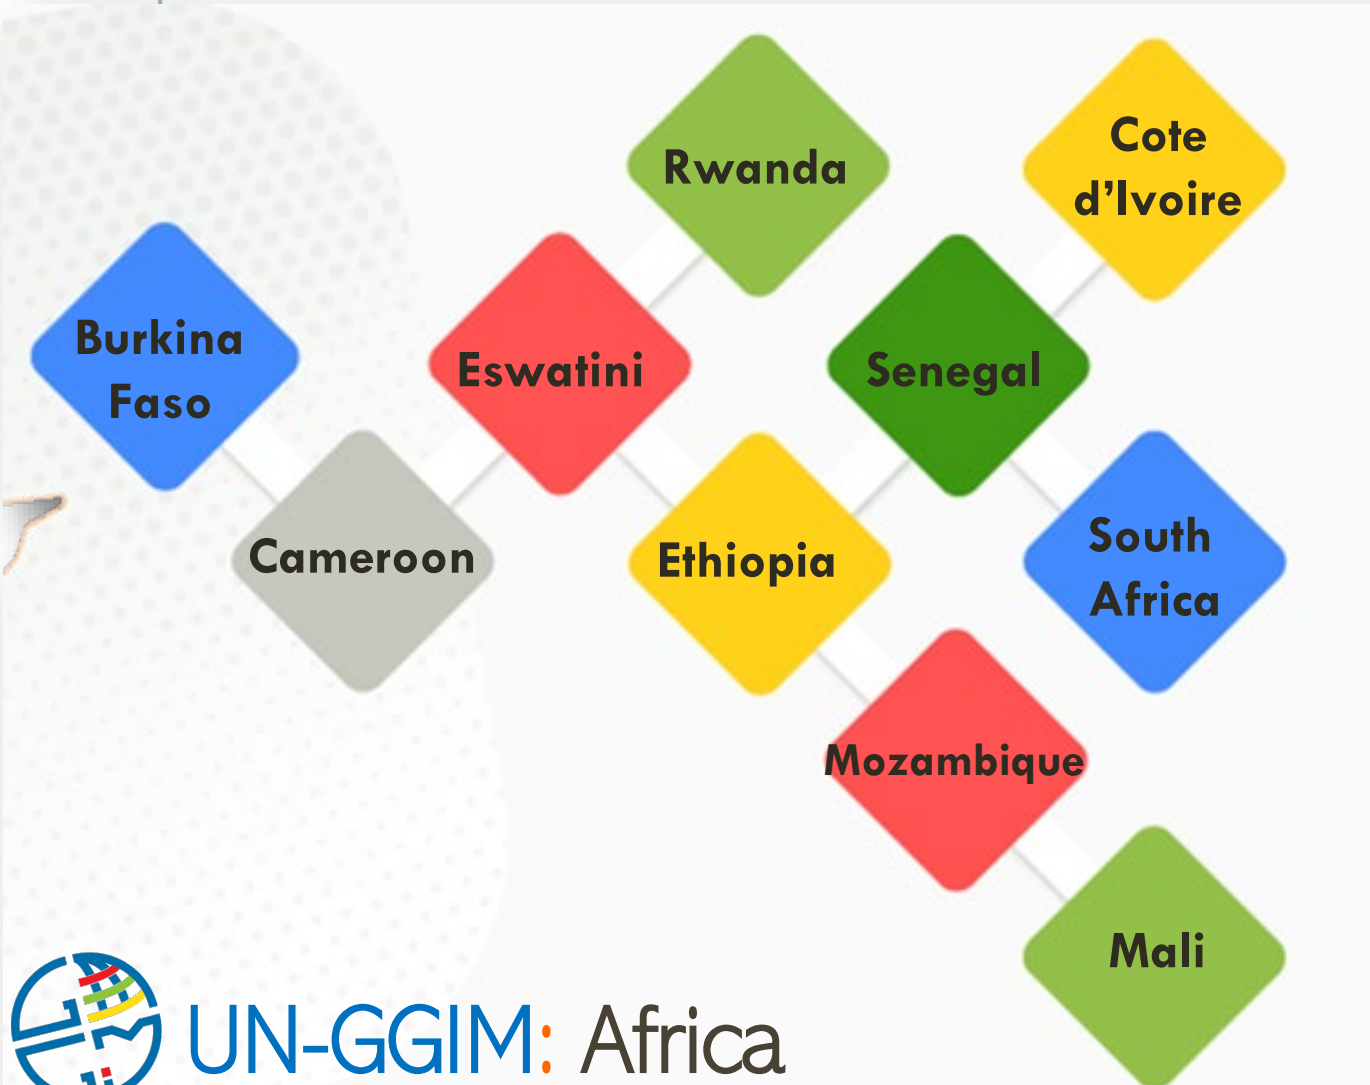 Rwanda
Cote
d’Ivoire
Burkina
Faso
Eswatini
Senegal
Cameroon
Ethiopia
South
Africa
Mozambique
Mali
UN-GGIM: Africa